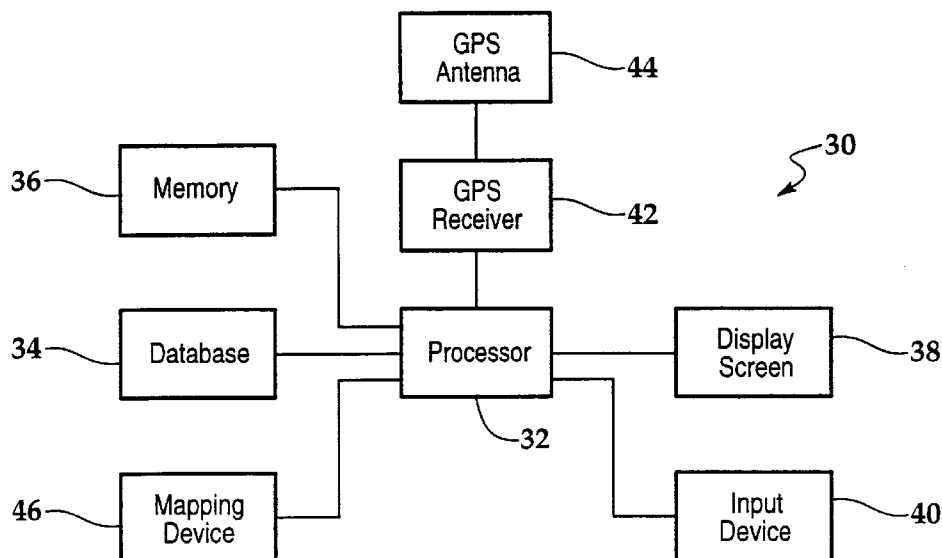 GPS
Antenna
44
30
36
Memory
GPS
Receiver
42
34
Database
Processor
Display
Screen
38
32
46
Mapping
Device
Input
Device
40